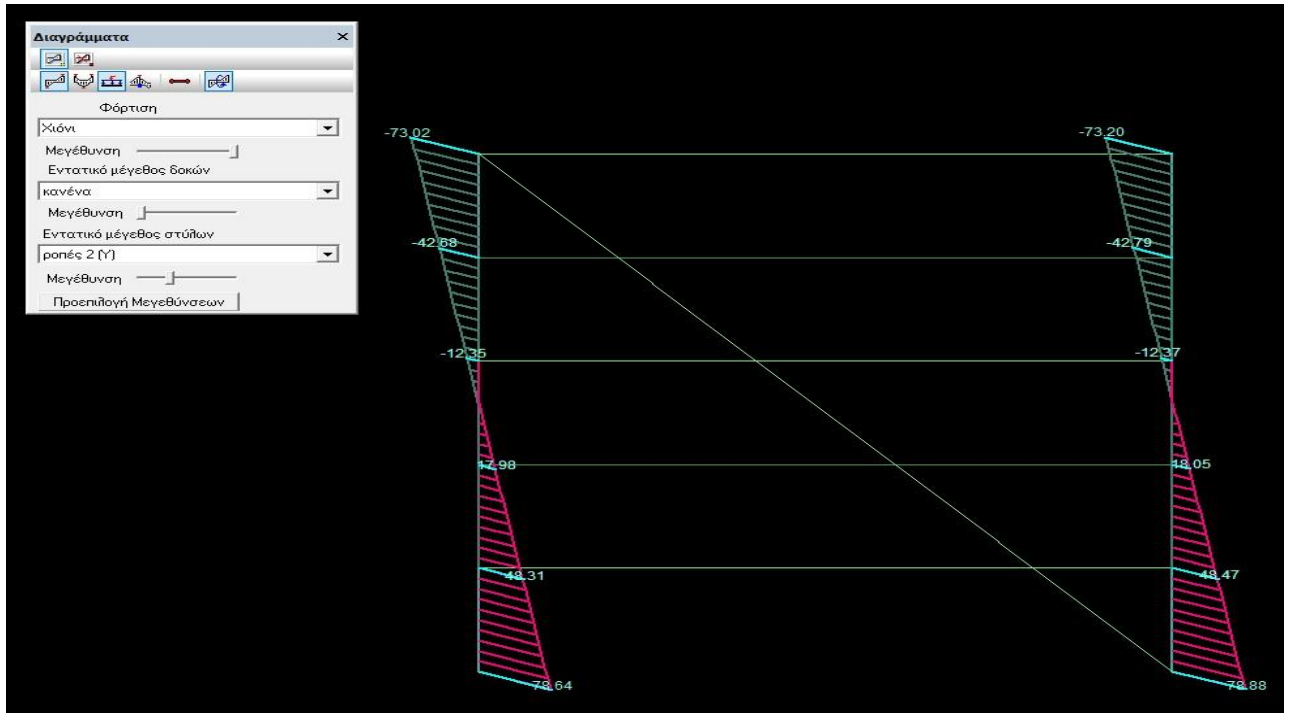 Διαγράμματα
Φόρτιση
Χιόνι
Μεγέθυνση
Εντατικό μέγεθος δοκών
κανένα
Μεγέθυνση
Εντατικό μέγεθος στύλων
ροπές 2 (Y)
Μεγέθυνση
Προεπιλογή Μεγεθύνσεων
-73.02
-73.20
-42.68
-42.79
-12.35
-12.37
17.98
18.05
48.31
48.47
78.64
78.88